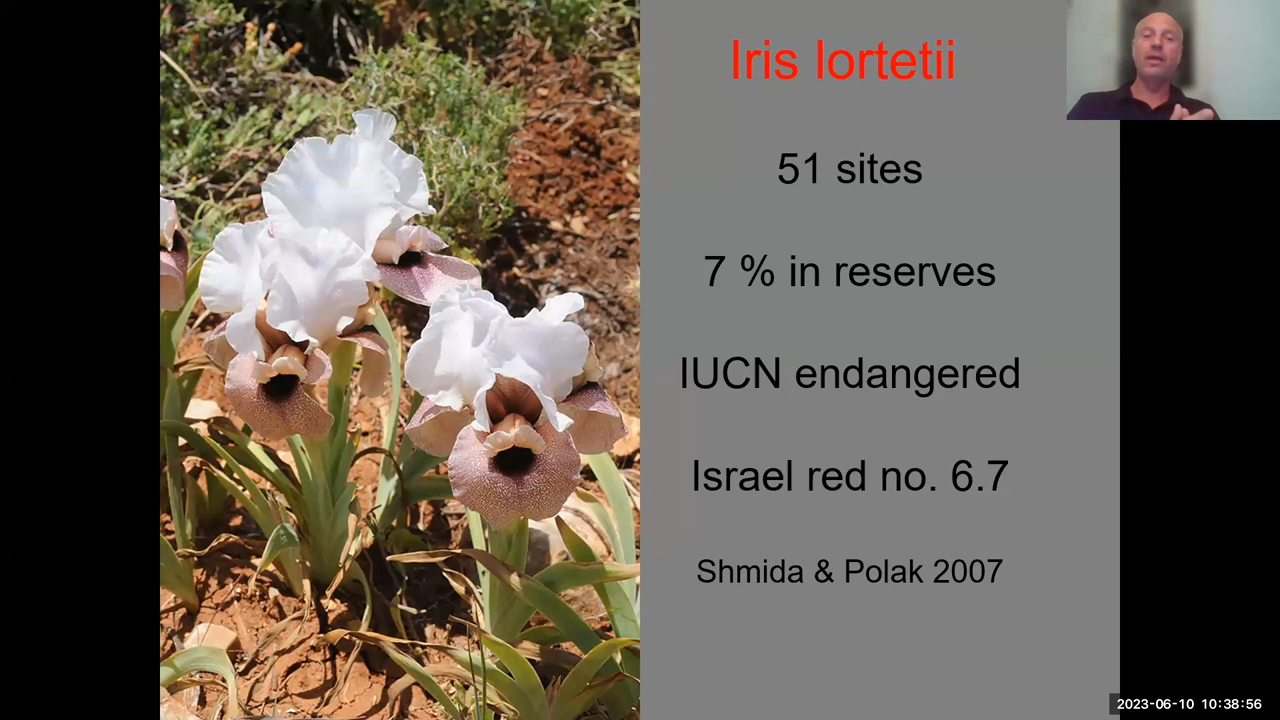 Iris lortetii
51 sites
7 % in reserves
IUCN endangered
Israel red no. 6.7
Shmida & Polak 2007
2023-06-10 10:38:56